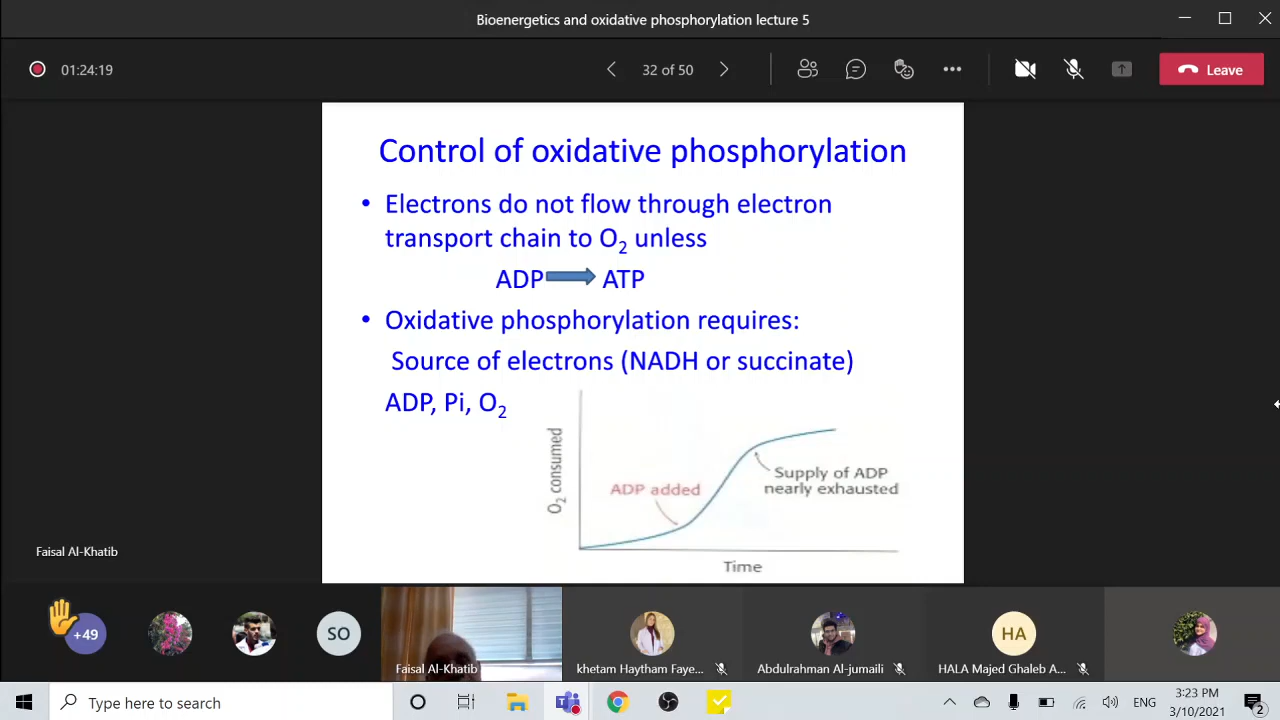 Bioenergetics and oxidative phosphorylation lecture 5
01:24:19
32 of 50
Leave
Control of oxidative phosphorylation
• Electrons do not flow through electron
transport chain to O2 unless
ADP ATP
• Oxidative phosphorylation requires:
Source of electrons (NADH or succinate)
ADP, Pi, O2
O2 consumed
ADP added
Supply of ADP
nearly exhausted
Time
Faisal Al-Khatib
+49
SO
Faisal Al-Khatib
khetam Haytham Faye...
Abdulrahman Al-jumaili
HA
HALA Majed Ghaleb A...
Type here to search
ENG
3:23 PM
3/10/2021
2